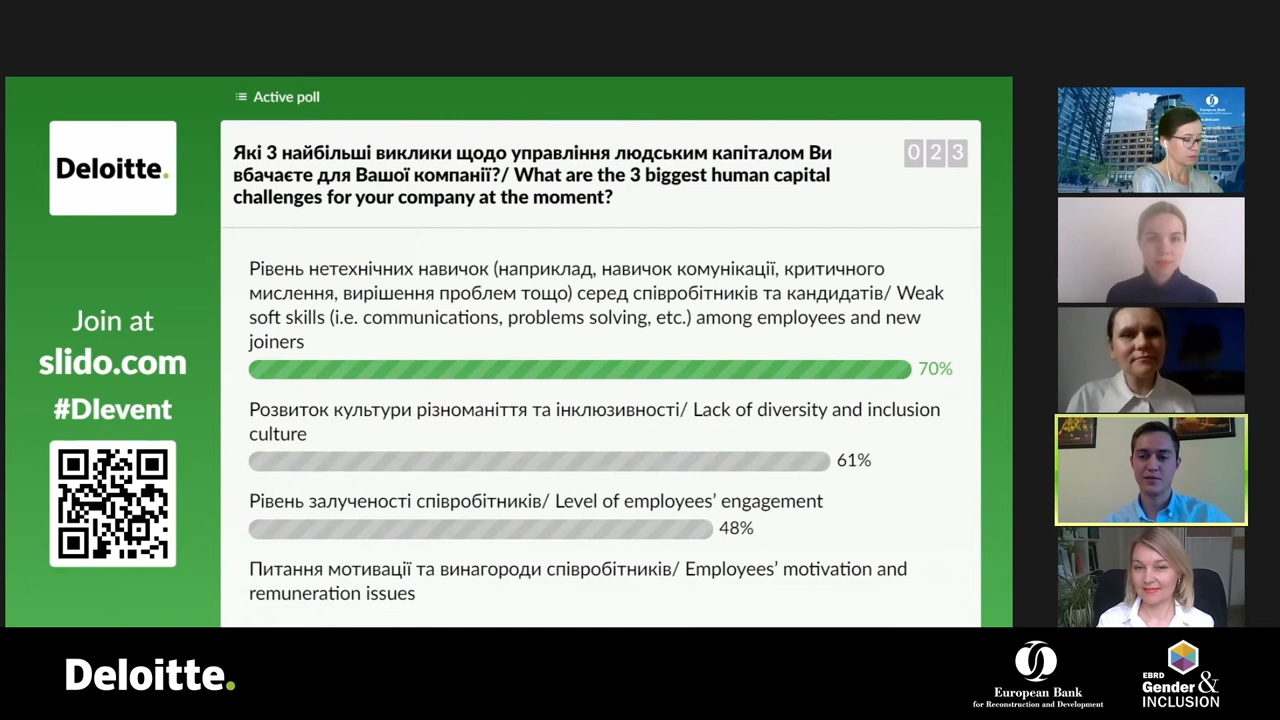 Active poll
Deloitte.
Які 3 найбільші виклики щодо управління людським капіталом Ви
вбачаєте для Вашої компанії?/ What are the 3 biggest human capital
challenges for your company at the moment?
023
Join at
slido.com
#DIevent
Рівень нетехнічних навичок (наприклад, навичок комунікації, критичного
мислення, вирішення проблем тощо) серед співробітників та кандидатів/ Weak
soft skills (i.e. communications, problems solving, etc.) among employees and new
joiners
70%
Розвиток культури різноманіття та інклюзивності/ Lack of diversity and inclusion
culture
61%
Рівень залученості співробітників/ Level of employees’ engagement
48%
Питання мотивації та винагороди співробітників/ Employees’ motivation and
remuneration issues
European Bank
Deloitte.
European Bank
for Reconstruction and Development
EBRD
Gender &
INCLUSION